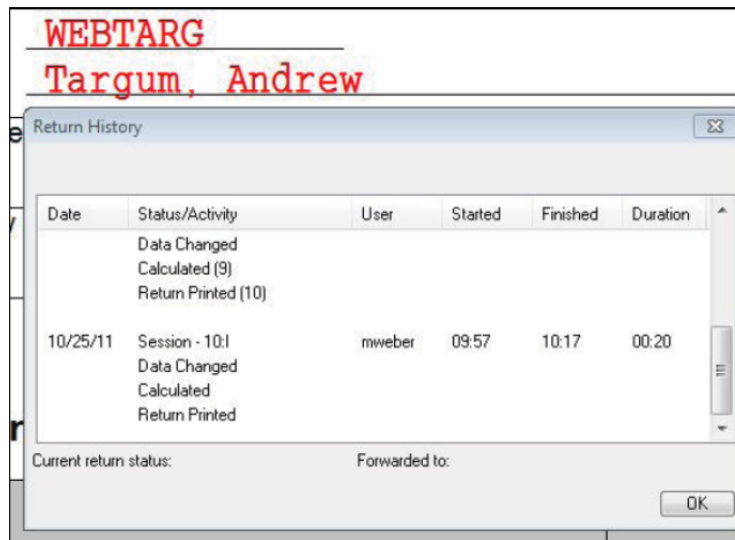 WEBTARG
Targum, Andrew
Return History
Date Status/Activity User Started Finished Duration
Data Changed
Calculated (9)
Return Printed (10)
10/25/11 Session - 10:I mweber 09:57 10:17 00:20
Data Changed
Calculated
Return Printed
Current return status: Forwarded to:
OK